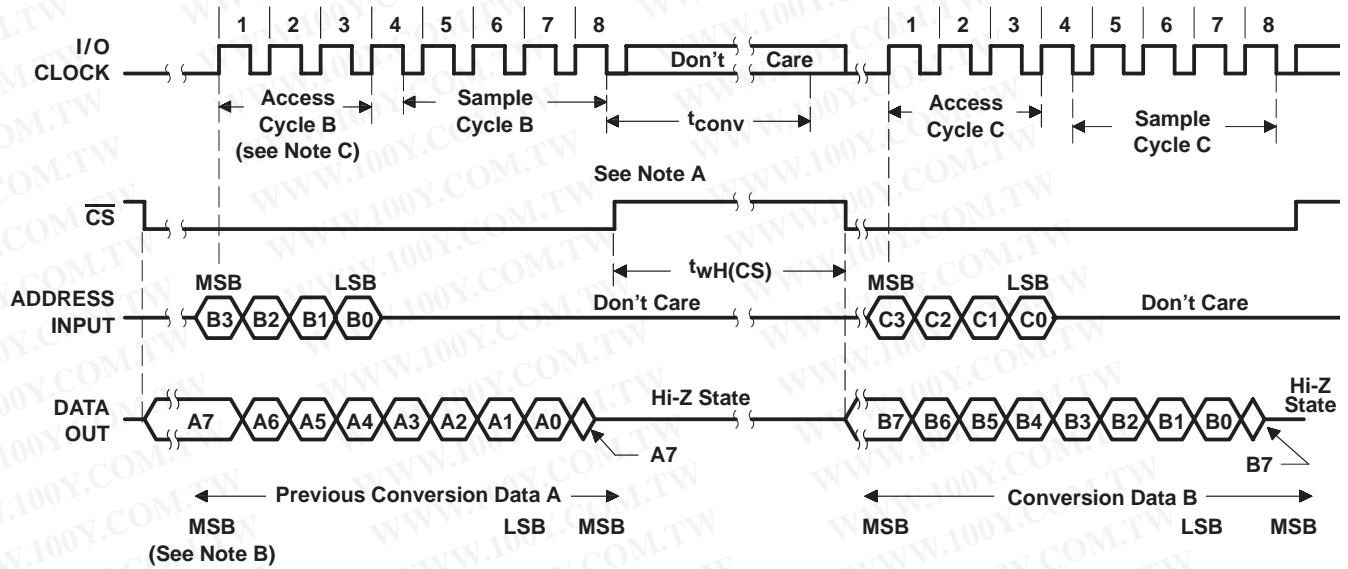 1 2 3 4 5 6 7 8 1 2 3 4 5 6 7 8
I/O
CLOCK
Don't Care
Access
Cycle B
(see Note C)
Sample
Cycle B
tconv
Access
Cycle C
Sample
Cycle C
See Note A
CS
twH(CS)
MSB LSB MSB LSB
ADDRESS
INPUT
B3 B2 B1 B0 Don't Care C3 C2 C1 C0 Don't Care
DATA
OUT
A7 A6 A5 A4 A3 A2 A1 A0 Hi-Z State B7 B6 B5 B4 B3 B2 B1 B0
Hi-Z
State
A7 B7
Previous Conversion Data A Conversion Data B
MSB LSB MSB MSB LSB MSB
(See Note B)
WWW.100Y.COM.TW